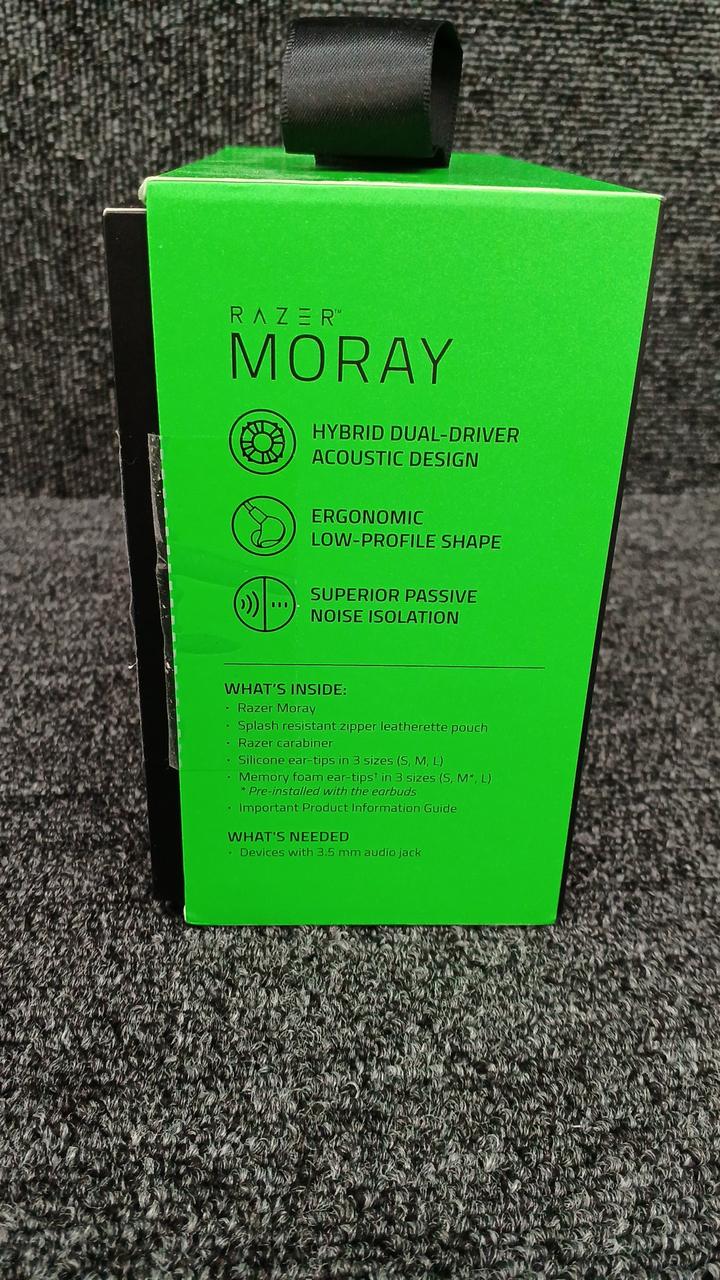 RAZER™
MORAY
HYBRID DUAL-DRIVER
ACOUSTIC DESIGN
ERGONOMIC
LOW-PROFILE SHAPE
SUPERIOR PASSIVE
NOISE ISOLATION
WHAT'S INSIDE:
· Razer Moray
· Splash resistant zipper leatherette pouch
· Razer carabiner
· Silicone ear-tips in 3 sizes (S, M, L)
· Memory foam ear-tips† in 3 sizes (S, M*, L)
* Pre-installed with the earbuds
· Important Product Information Guide
WHAT'S NEEDED
· Devices with 3.5 mm audio jack